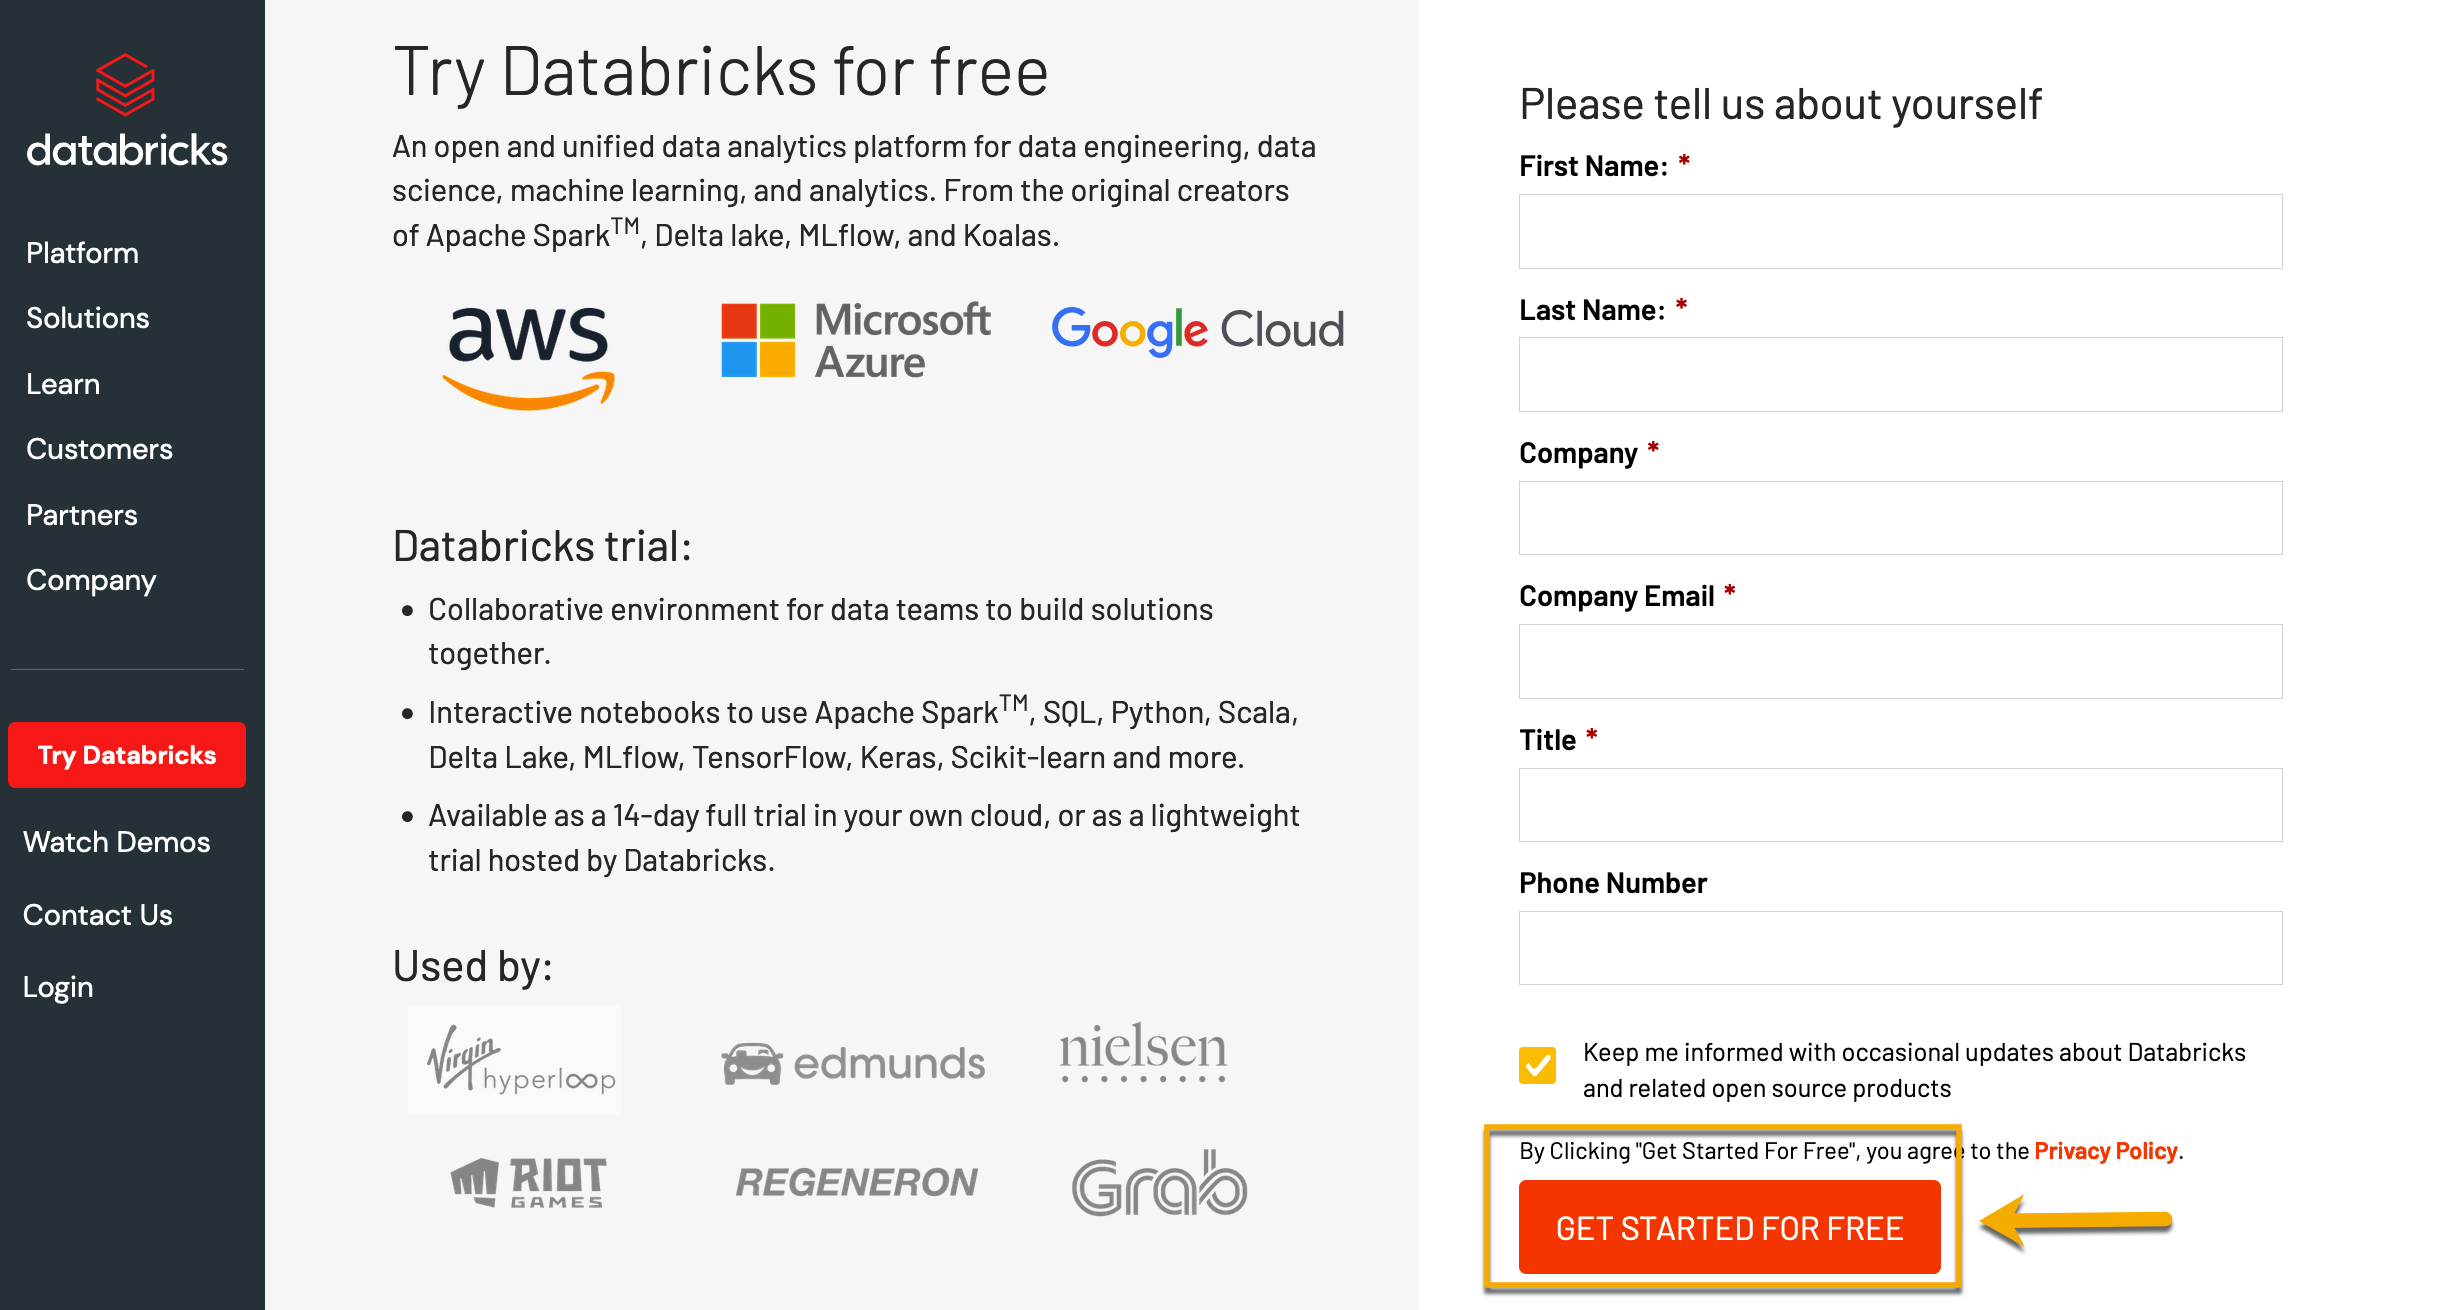 databricks
Platform
Solutions
Learn
Customers
Partners
Company
Try Databricks
Watch Demos
Contact Us
Login
Try Databricks for free
An open and unified data analytics platform for data engineering, data
science, machine learning, and analytics. From the original creators
of Apache Spark™, Delta lake, MLflow, and Koalas.
aws
Microsoft
Azure
Google Cloud
Databricks trial:
• Collaborative environment for data teams to build solutions
together.
• Interactive notebooks to use Apache Spark™, SQL, Python, Scala,
Delta Lake, MLflow, TensorFlow, Keras, Scikit-learn and more.
• Available as a 14-day full trial in your own cloud, or as a lightweight
trial hosted by Databricks.
Used by:
Virgin
hyperloop
edmunds
nielsen
RIOT
GAMES
REGENERON
Grab
Please tell us about yourself
First Name: *
Last Name: *
Company *
Company Email *
Title *
Phone Number
Keep me informed with occasional updates about Databricks
and related open source products
By Clicking "Get Started For Free", you agree to the Privacy Policy.
GET STARTED FOR FREE